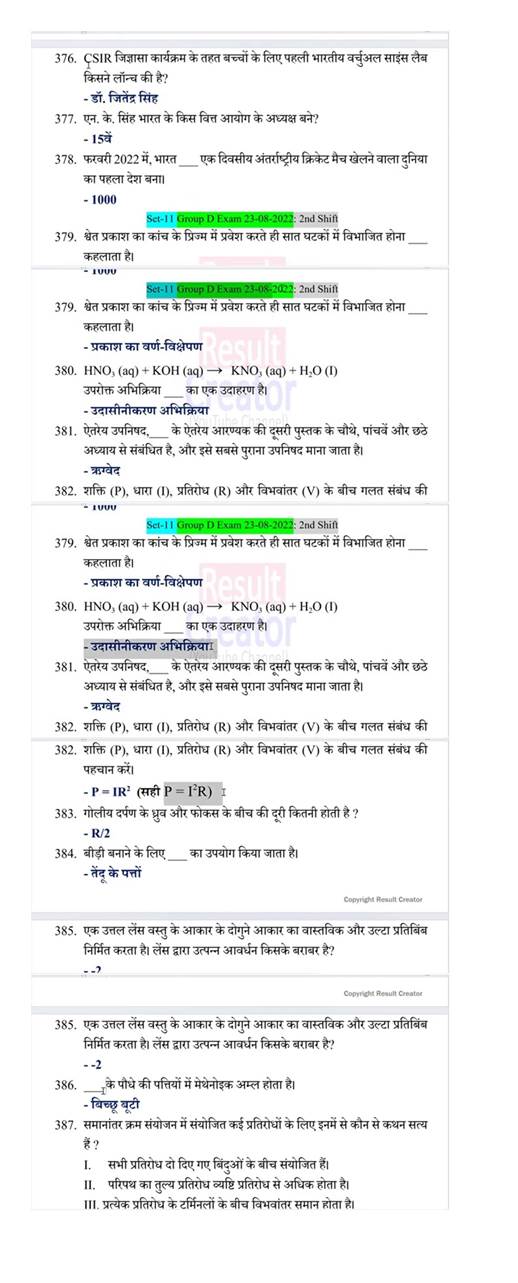 376. CSIR जिज्ञासा कार्यक्रम के तहत बच्चों के लिए पहली भारतीय वर्चुअल साइंस लैब
किसने लॉन्च की है?
- डॉ. जितेंद्र सिंह
377. एन. के. सिंह भारत के किस वित्त आयोग के अध्यक्ष बने?
- 15वें
378. फरवरी 2022 में, भारत ___ एक दिवसीय अंतर्राष्ट्रीय क्रिकेट मैच खेलने वाला दुनिया
का पहला देश बना।
- 1000
Set-11 Group D Exam 23-08-2022: 2nd Shift
379. श्वेत प्रकाश का कांच के प्रिज्म में प्रवेश करते ही सात घटकों में विभाजित होना ___
कहलाता है।
- 1000
Set-11 Group D Exam 23-08-2022: 2nd Shift
379. श्वेत प्रकाश का कांच के प्रिज्म में प्रवेश करते ही सात घटकों में विभाजित होना ___
कहलाता है।
- प्रकाश का वर्ण-विक्षेपण
Result
380. HNO₃ (aq) + KOH (aq) → KNO₃ (aq) + H₂O (I)
उपरोक्त अभिक्रिया ___ का एक उदाहरण है।
- उदासीनीकरण अभिक्रिया
381. ऐतरेय उपनिषद,___ के ऐतरेय आरण्यक की दूसरी पुस्तक के चौथे, पांचवें और छठे
अध्याय से संबंधित है, और इसे सबसे पुराना उपनिषद माना जाता है।
- ऋग्वेद
382. शक्ति (P), धारा (I), प्रतिरोध (R) और विभवांतर (V) के बीच गलत संबंध की
- 1000
Set-11 Group D Exam 23-08-2022: 2nd Shift
379. श्वेत प्रकाश का कांच के प्रिज्म में प्रवेश करते ही सात घटकों में विभाजित होना ___
कहलाता है।
- प्रकाश का वर्ण-विक्षेपण
Result
380. HNO₃ (aq) + KOH (aq) → KNO₃ (aq) + H₂O (I)
उपरोक्त अभिक्रिया ___ का एक उदाहरण है।
- उदासीनीकरण अभिक्रिया
381. ऐतरेय उपनिषद,___ के ऐतरेय आरण्यक की दूसरी पुस्तक के चौथे, पांचवें और छठे
अध्याय से संबंधित है, और इसे सबसे पुराना उपनिषद माना जाता है।
- ऋग्वेद
382. शक्ति (P), धारा (I), प्रतिरोध (R) और विभवांतर (V) के बीच गलत संबंध की
382. शक्ति (P), धारा (I), प्रतिरोध (R) और विभवांतर (V) के बीच गलत संबंध की
पहचान करें।
- P = IR² (सही P = I²R)
383. गोलीय दर्पण के ध्रुव और फोकस के बीच की दूरी कितनी होती है ?
- R/2
384. बीड़ी बनाने के लिए ___ का उपयोग किया जाता है।
- तेंदू के पत्तों
Copyright Result Creator
385. एक उत्तल लेंस वस्तु के आकार के दोगुने आकार का वास्तविक और उल्टा प्रतिबिंब
निर्मित करता है। लेंस द्वारा उत्पन्न आवर्धन किसके बराबर है?
- -2
Copyright Result Creator
385. एक उत्तल लेंस वस्तु के आकार के दोगुने आकार का वास्तविक और उल्टा प्रतिबिंब
निर्मित करता है। लेंस द्वारा उत्पन्न आवर्धन किसके बराबर है?
- -2
386. ___के पौधे की पत्तियों में मेथेनोइक अम्ल होता है।
- बिच्छू बूटी
387. समानांतर क्रम संयोजन में संयोजित कई प्रतिरोधों के लिए इनमें से कौन से कथन सत्य
हैं ?
I. सभी प्रतिरोध दो दिए गए बिंदुओं के बीच संयोजित हैं।
II. परिपथ का तुल्य प्रतिरोध व्यष्टि प्रतिरोध से अधिक होता है।
III. प्रत्येक प्रतिरोध के टर्मिनलों के बीच विभवांतर समान होता है।